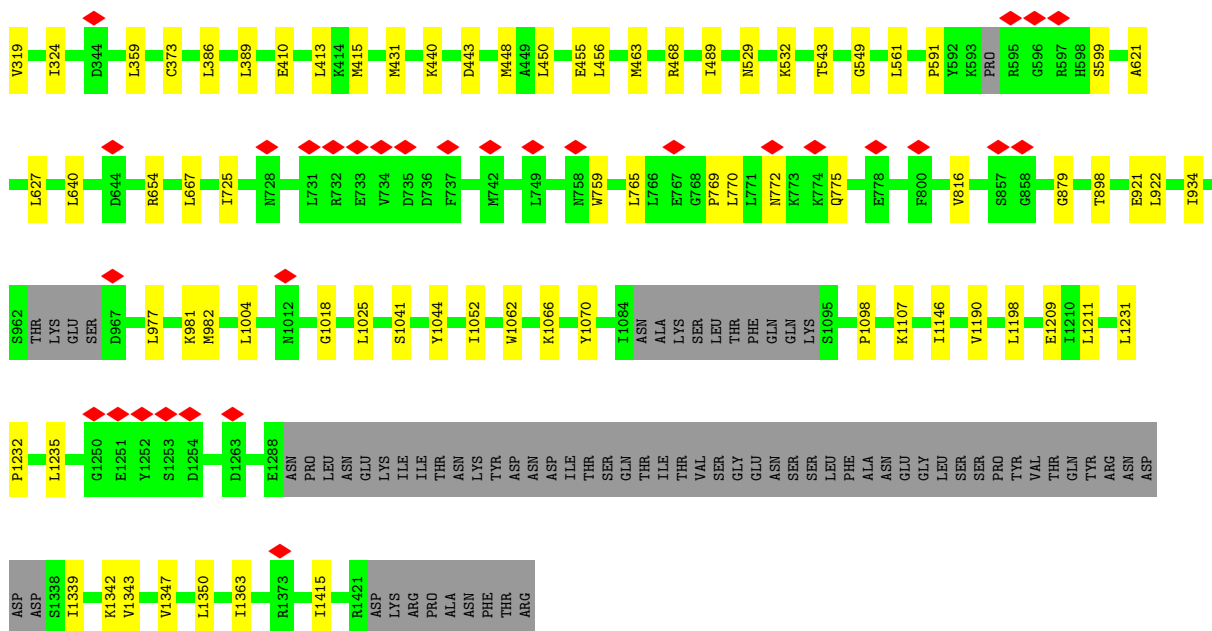 V319 I324 D344 L359 C373 L386 L389 E410 L413 K414 M415 M431 K440 D443 M448 A449 L450 E455 L456 M463 R468 I489 N529 K532 T543 G549 L561 P591 Y592 K593 PRO R595 G596 R597 H598 S599 A621
L627 L640 D644 R654 L667 I725 N728 L731 R732 E733 V734 D735 D736 F737 M742 L749 N758 W759 L765 L766 E767 G768 P769 L770 L771 N772 K773 K774 Q775 E778 F800 V816 S857 G858 G879 T898 E921 L922 I934
S962 THR LYS GLU SER D967 L977 K981 M982 L1004 N1012 G1018 L1025 S1041 Y1044 I1052 W1062 K1066 Y1070 I1084 ASN ALA LYS SER LEU THR PHE GLN GLN LYS S1095 P1098 K1107 I1146 V1190 L1198 E1209 I1210 L1211 L1231
P1232 L1235 G1250 E1251 Y1252 S1253 D1254 D1263 E1288 ASN PRO LEU ASN GLU LYS ILE ILE THR ASN LYS TYR ASP ASN ASP ILE THR SER GLN THR ILE THR VAL SER GLY GLU ASN SER SER LEU PHE ALA ASN GLU GLY LEU SER SER PRO TYR VAL THR GLN TYR ARG ASN ASP
ASP ASP S1338 I1339 K1342 V1343 V1347 L1350 I1363 R1373 I1415 R1421 ASP LYS ARG PRO ALA ASN PHE THR ARG